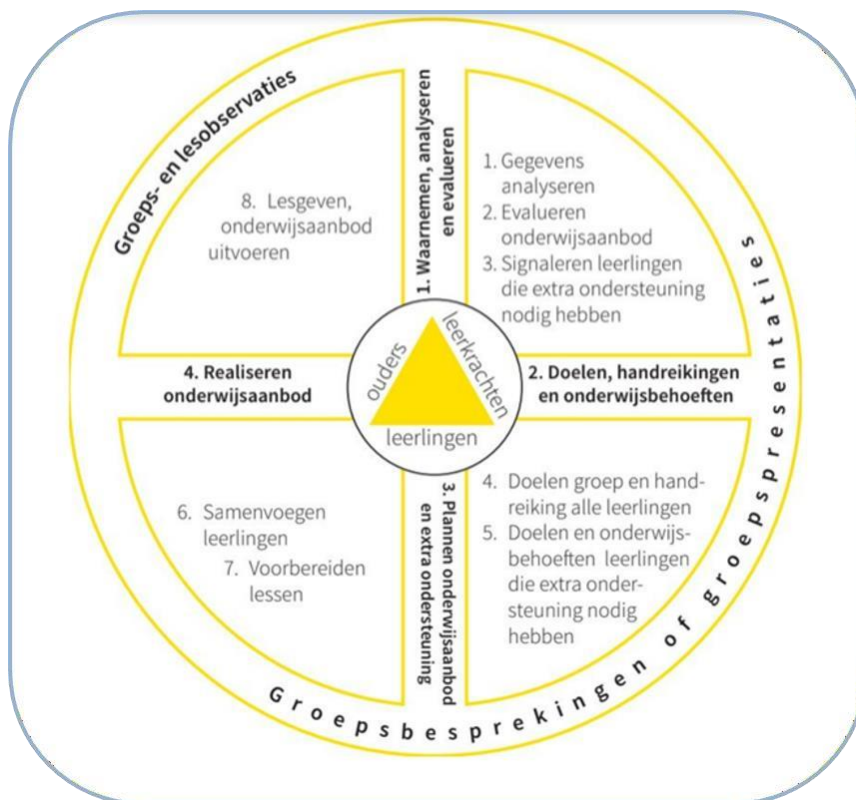 Groeps- en lesobservaties
1. Waarnemen, analyseren
en evalueren
1. Gegevens
analyseren
2. Evalueren
onderwijsaanbod
3. Signaleren leerlingen
die extra ondersteuning
nodig hebben
8. Lesgeven,
onderwijsaanbod
uitvoeren
4. Realiseren
onderwijsaanbod
ouders
leerkrachten
leerlingen
2. Doelen, handreikingen
en onderwijsbehoeften
6. Samenvoegen
leerlingen
7. Voorbereiden
lessen
3. Plannen onderwijsaanbod
en extra ondersteuning
4. Doelen groep en hand-
reiking alle leerlingen
5. Doelen en onderwijs-
behoeften leerlingen
die extra onder-
steuning nodig
hebben
Groepsbesprekingen of groepspresentaties